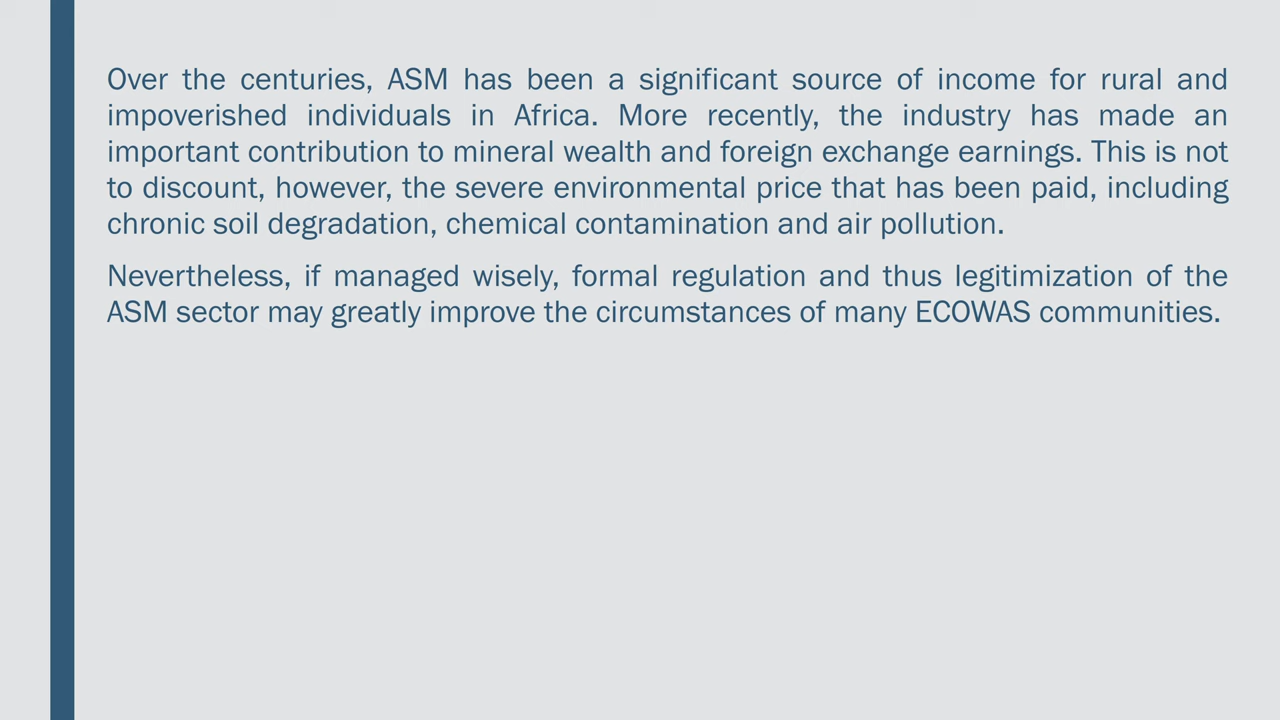 Over the centuries, ASM has been a significant source of income for rural and
impoverished individuals in Africa. More recently, the industry has made an
important contribution to mineral wealth and foreign exchange earnings. This is not
to discount, however, the severe environmental price that has been paid, including
chronic soil degradation, chemical contamination and air pollution.
Nevertheless, if managed wisely, formal regulation and thus legitimization of the
ASM sector may greatly improve the circumstances of many ECOWAS communities.